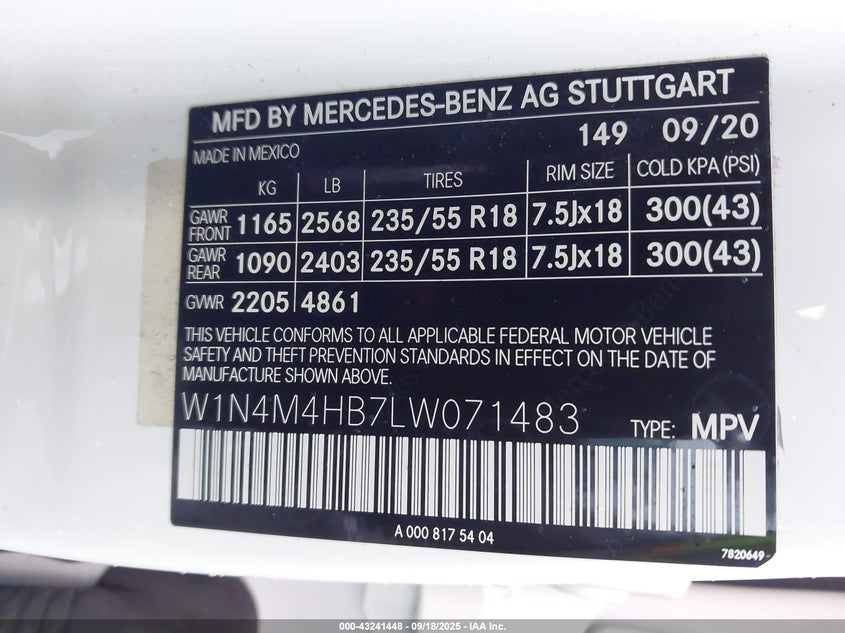 MFD BY MERCEDES-BENZ AG STUTTGART
149 09/20
MADE IN MEXICO
KG LB TIRES RIM SIZE COLD KPA (PSI)
GAWR FRONT 1165 2568 235/55 R18 7.5Jx18 300(43)
GAWR REAR 1090 2403 235/55 R18 7.5Jx18 300(43)
GVWR 2205 4861
THIS VEHICLE CONFORMS TO ALL APPLICABLE FEDERAL MOTOR VEHICLE
SAFETY AND THEFT PREVENTION STANDARDS IN EFFECT ON THE DATE OF
MANUFACTURE SHOWN ABOVE.
W1N4M4HB7LW071483 TYPE: MPV
A 000 817 54 04
7820649
000-43241448 - 09/18/2025 - IAA Inc.